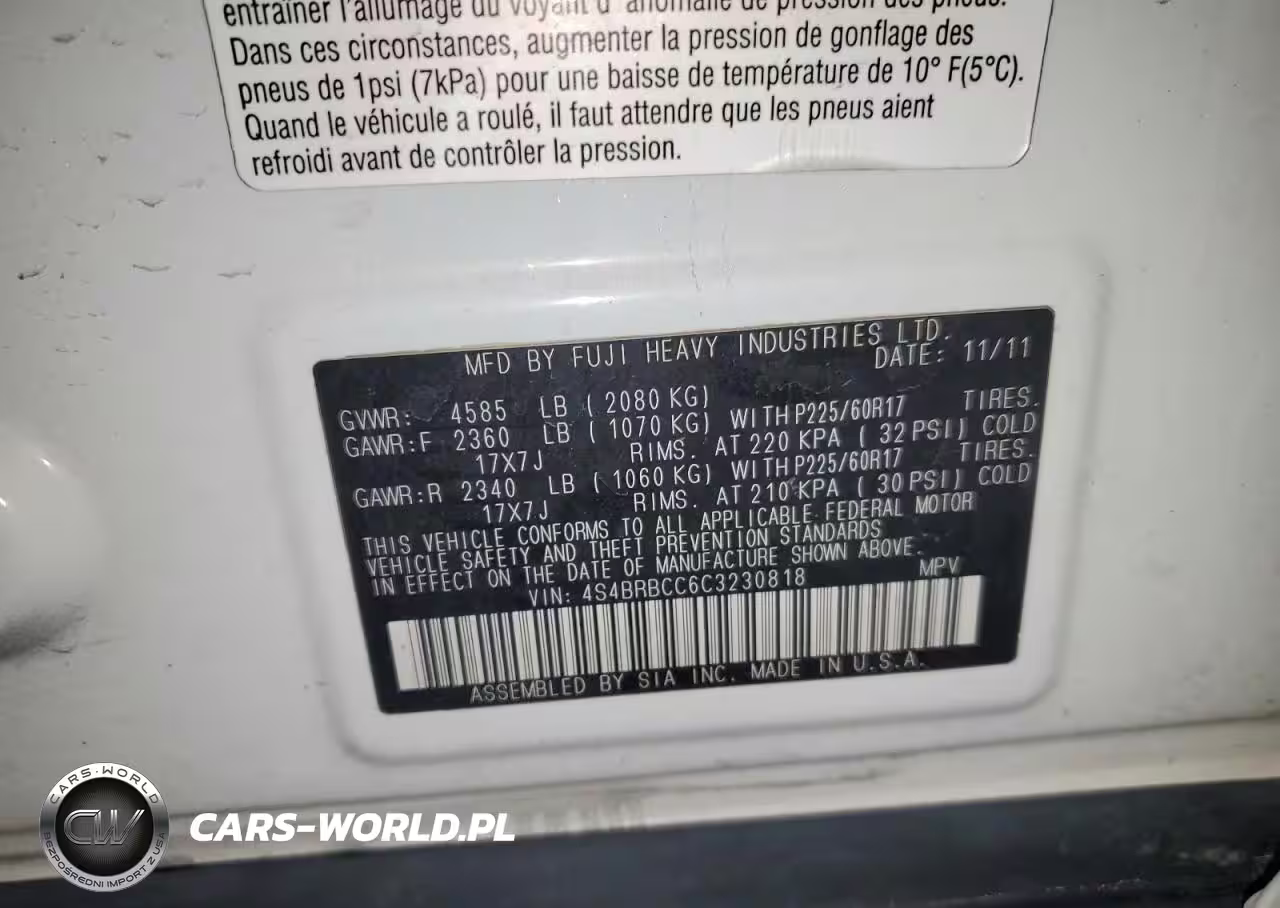 entraîner l'allumage du voyant d' anomalie de pression des pneus.
Dans ces circonstances, augmenter la pression de gonflage des
pneus de 1psi (7kPa) pour une baisse de température de 10° F(5°C).
Quand le véhicule a roulé, il faut attendre que les pneus aient
refroidi avant de contrôler la pression.
MFD BY FUJI HEAVY INDUSTRIES LTD.
DATE: 11/11
GVWR: 4585 LB ( 2080 KG)
GAWR:F 2360 LB ( 1070 KG) WITH P225/60R17 TIRES.
17X7J RIMS. AT 220 KPA ( 32 PSI) COLD
GAWR:R 2340 LB ( 1060 KG) WITH P225/60R17 TIRES.
17X7J RIMS. AT 210 KPA ( 30 PSI) COLD
THIS VEHICLE CONFORMS TO ALL APPLICABLE FEDERAL MOTOR
VEHICLE SAFETY AND THEFT PREVENTION STANDARDS
IN EFFECT ON THE DATE OF MANUFACTURE SHOWN ABOVE.
VIN: 4S4BRBCC6C3230818 MPV
ASSEMBLED BY SIA INC. MADE IN U.S.A.
CARS-WORLD
CW
BEZPOŚREDNI IMPORT Z USA
CARS-WORLD.PL